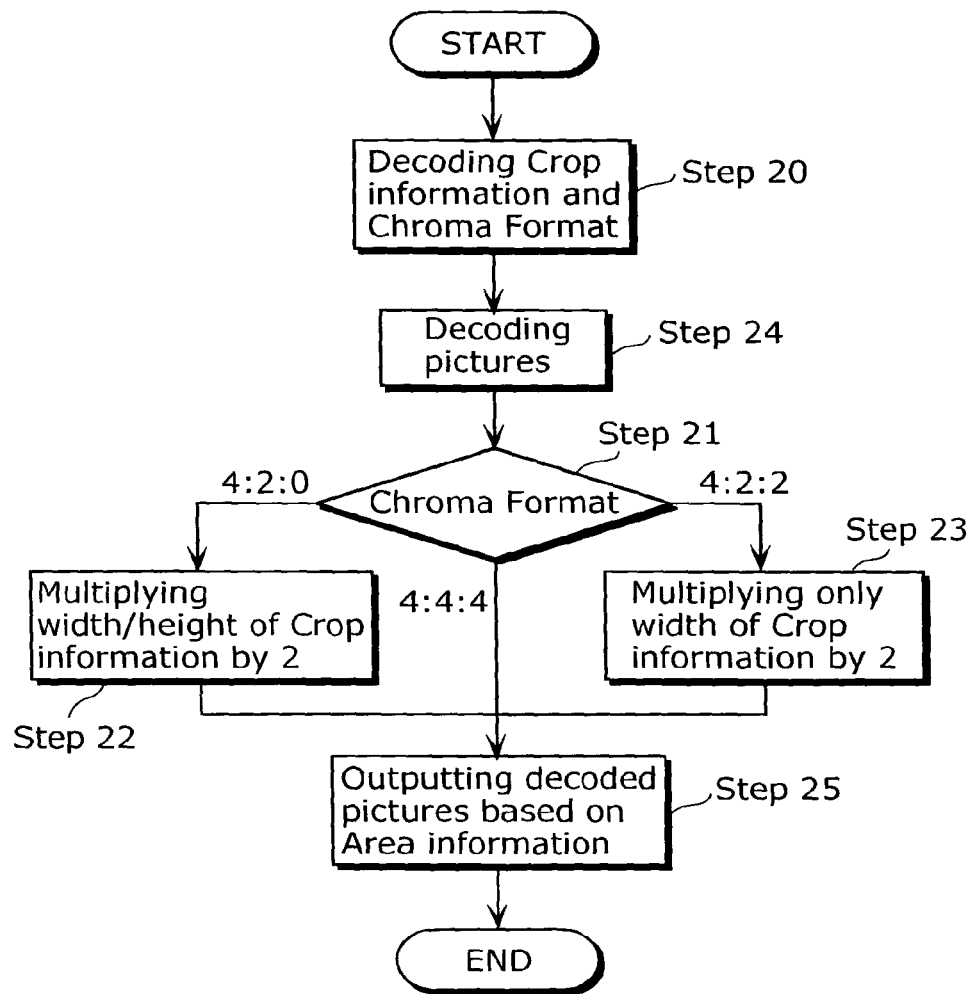 START
Decoding Crop
information and
Chroma Format
Step 20
Decoding
pictures
Step 24
Step 21
4:2:0
Chroma Format
4:2:2
Step 23
Multiplying
width/height of Crop
information by 2
4:4:4
Multiplying only
width of Crop
information by 2
Step 22
Outputting decoded
pictures based on
Area information
Step 25
END